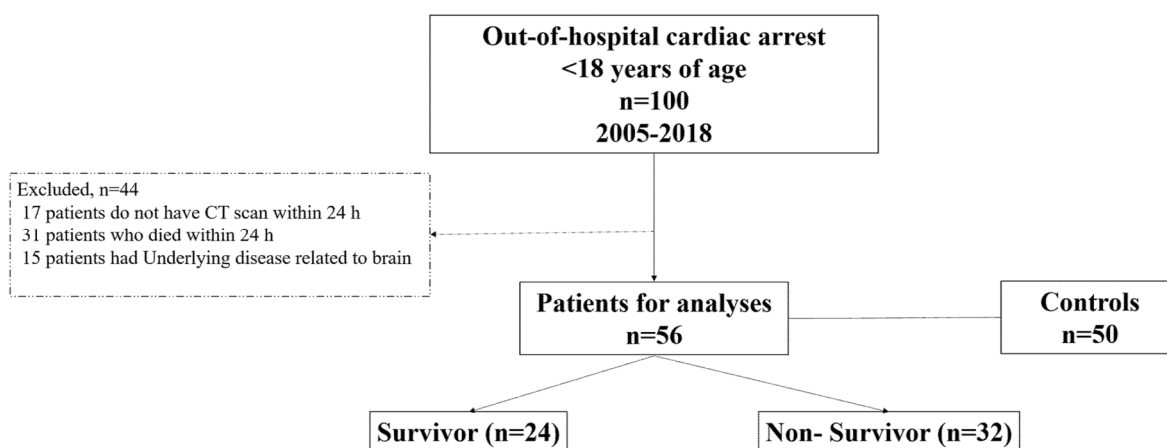 Out-of-hospital cardiac arrest
<18 years of age
n=100
2005-2018
Excluded, n=44
17 patients do not have CT scan within 24 h
31 patients who died within 24 h
15 patients had Underlying disease related to brain
Patients for analyses
n=56
Controls
n=50
Survivor (n=24)
Non- Survivor (n=32)